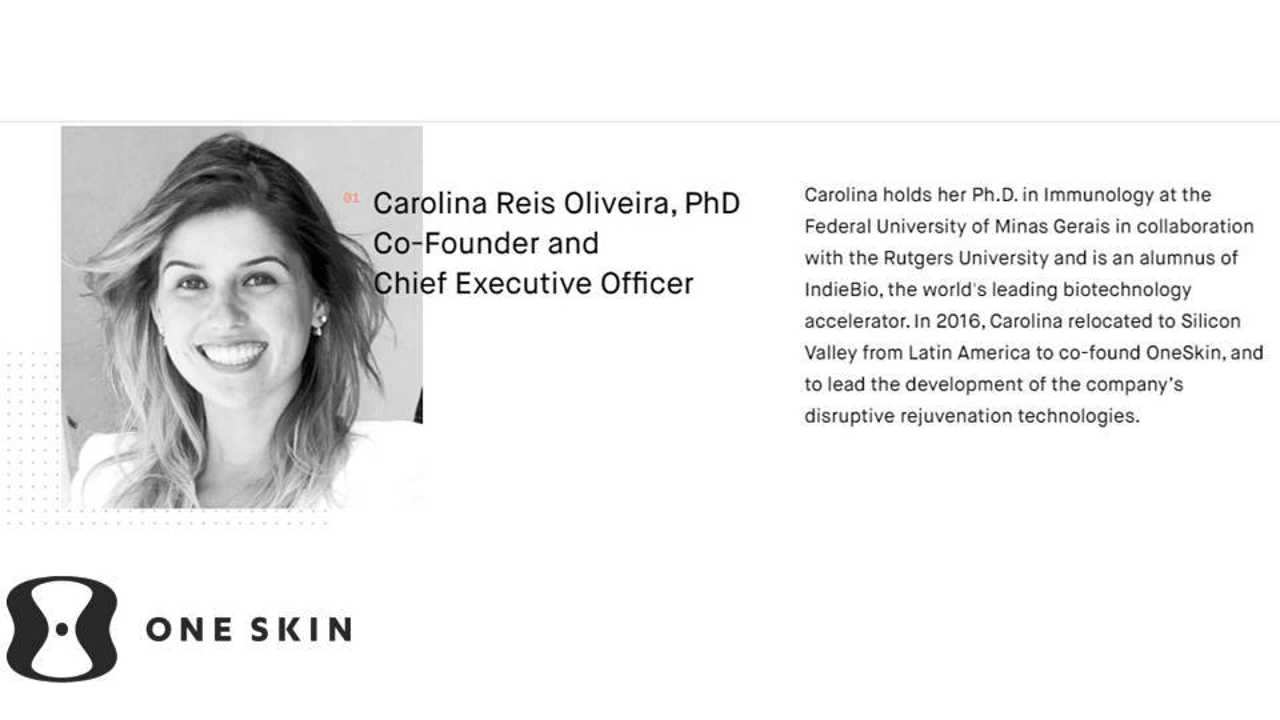 01
Carolina Reis Oliveira, PhD
Co-Founder and
Chief Executive Officer
Carolina holds her Ph.D. in Immunology at the
Federal University of Minas Gerais in collaboration
with the Rutgers University and is an alumnus of
IndieBio, the world's leading biotechnology
accelerator. In 2016, Carolina relocated to Silicon
Valley from Latin America to co-found OneSkin, and
to lead the development of the company’s
disruptive rejuvenation technologies.
ONE SKIN